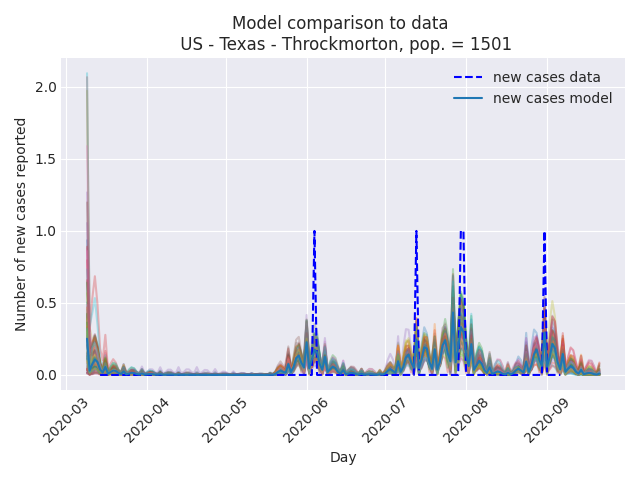 Model comparison to data
US - Texas - Throckmorton, pop. = 1501
new cases data
new cases model
Number of new cases reported
2.0
1.5
1.0
0.5
0.0
2020-03
2020-04
2020-05
2020-06
2020-07
2020-08
2020-09
Day